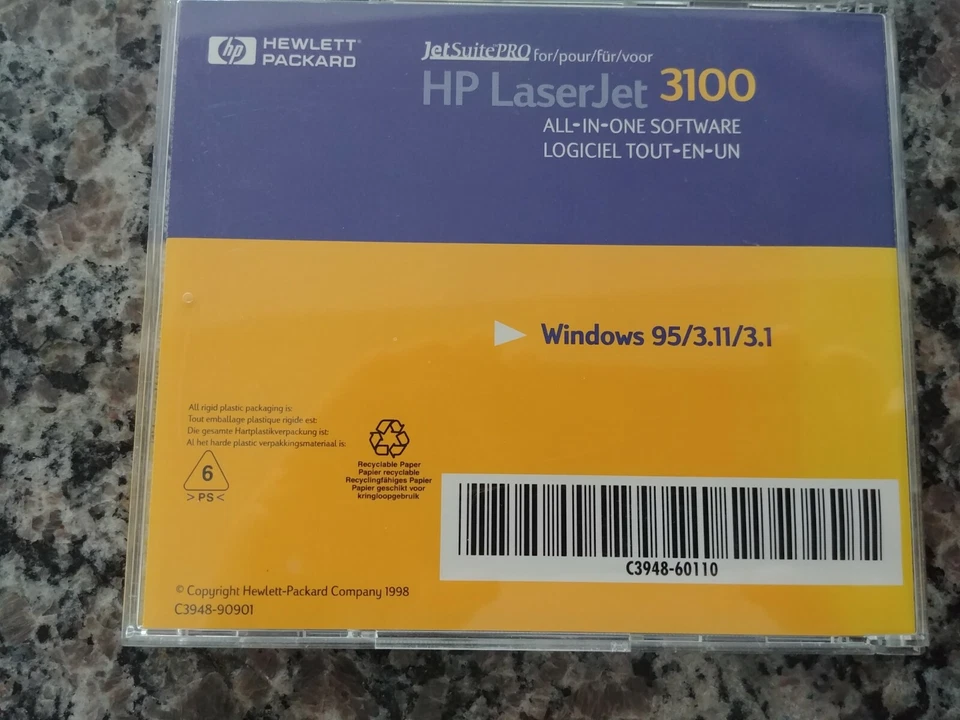 hp HEWLETT®
PACKARD
JetSuite PRO for/pour/für/voor
HP LaserJet 3100
ALL-IN-ONE SOFTWARE
LOGICIEL TOUT-EN-UN
Windows 95/3.11/3.1
All rigid plastic packaging is:
Tout emballage plastique rigide est:
Die gesamte Hartplastikverpackung ist:
Al het harde plastic verpakkingsmateriaal is:
6
>PS<
Recyclable Paper
Papier recyclable
Recyclingfähiges Papier
Papier geschikt voor
kringloopgebruik
C3948-60110
© Copyright Hewlett-Packard Company 1998
C3948-90901